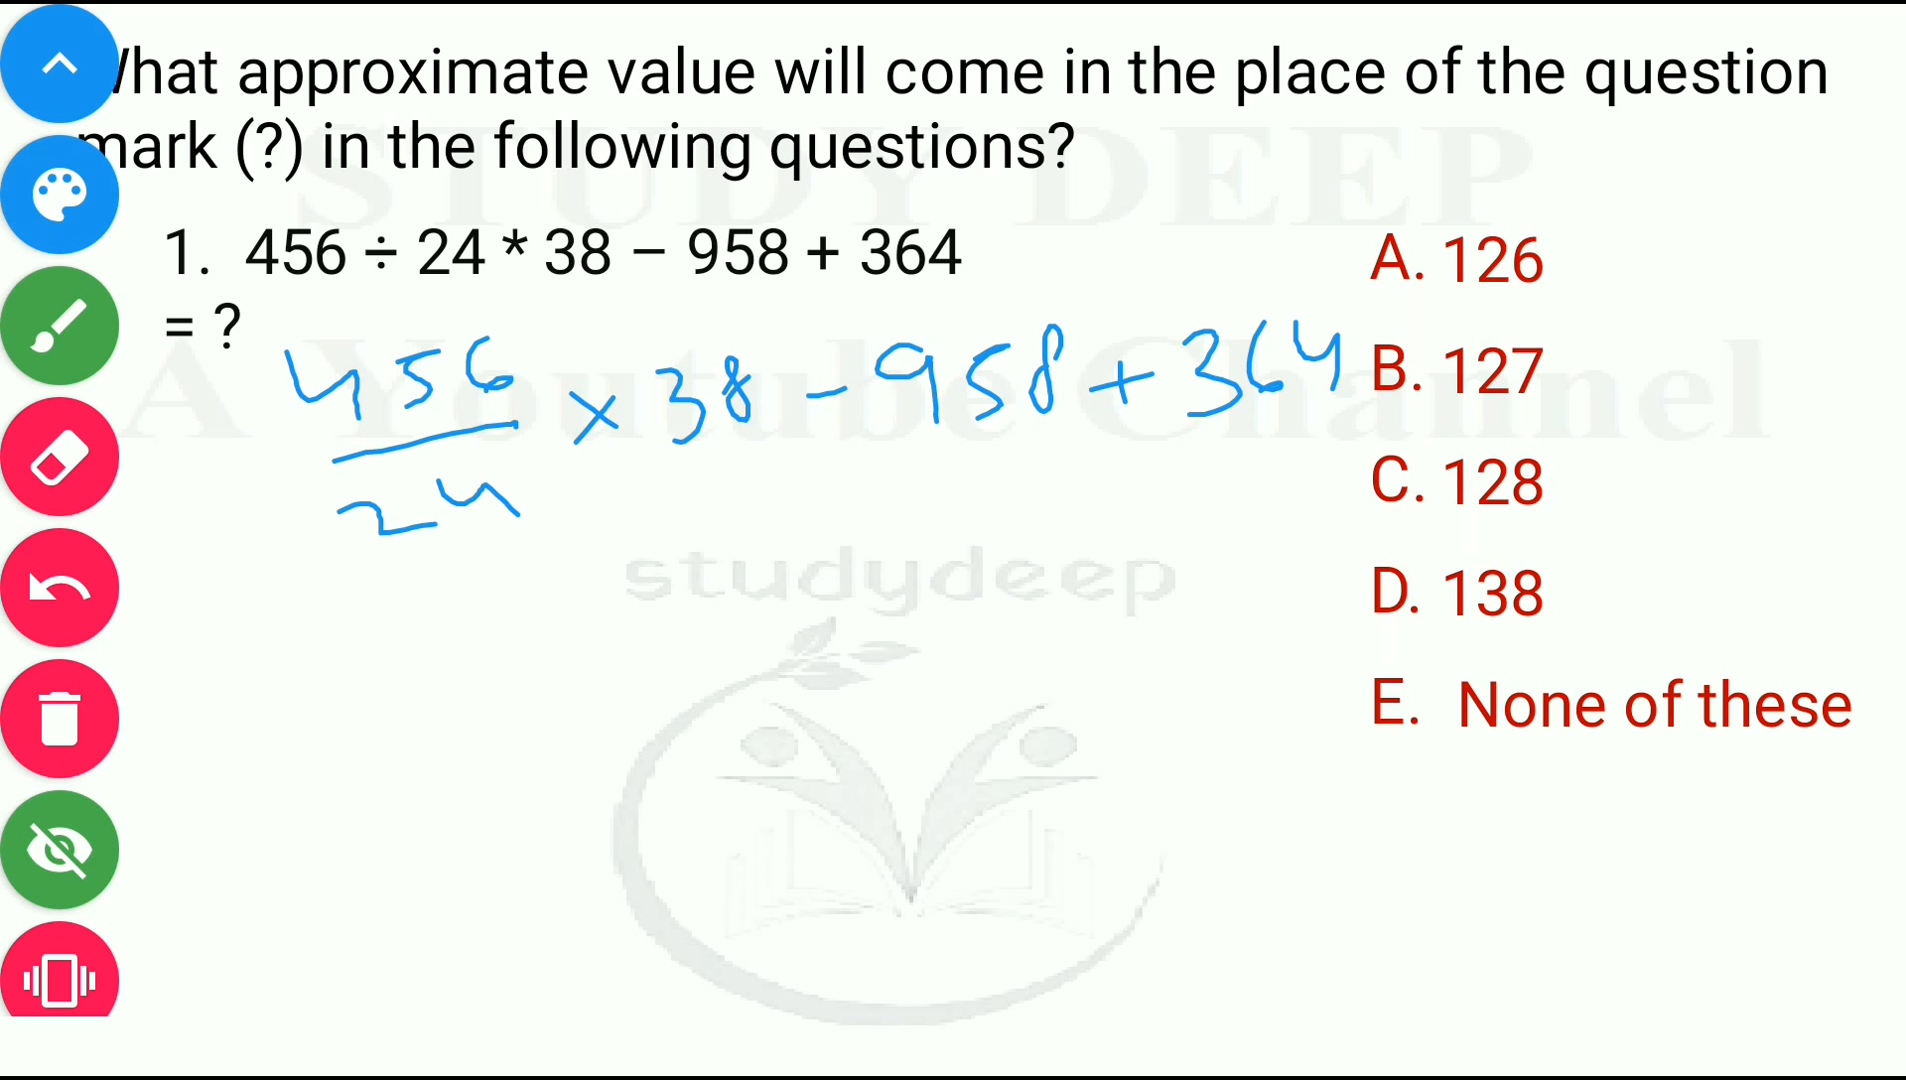 What approximate value will come in the place of the question
mark (?) in the following questions?
1. 456 ÷ 24 * 38 – 958 + 364
= ?
456
24
× 38 - 958 + 364
A. 126
B. 127
C. 128
D. 138
E. None of these
STUDY DEEP
A Youtube Channel
studydeep